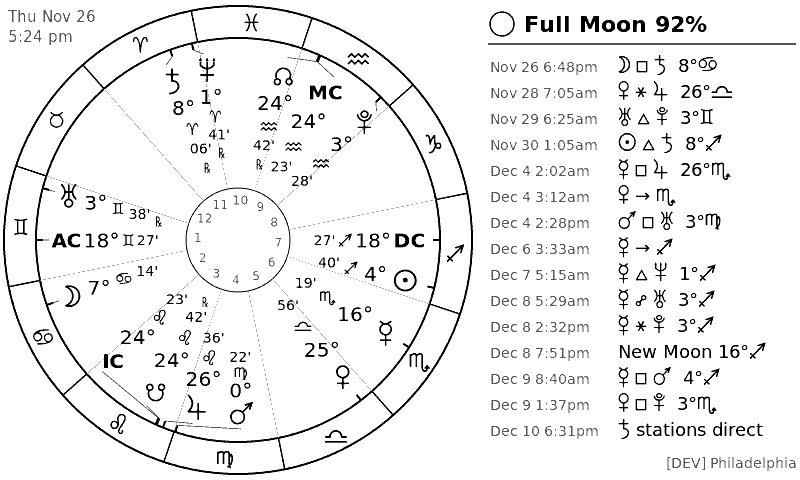 Thu Nov 26
5:24 pm
Full Moon 92%
Nov 26 6:48pm ☽ □ ♄ 8°♋
Nov 28 7:05am ♀ ⚹ ♃ 26°♎
Nov 29 6:25am ♅ △ ⯓ 3°♊
Nov 30 1:05am ☉ △ ♄ 8°♐
Dec 4 2:02am ☿ □ ♃ 26°♏
Dec 4 3:12am ♀ → ♏
Dec 4 2:28pm ♂ □ ♅ 3°♍
Dec 6 3:33am ☿ → ♐
Dec 7 5:15am ☿ △ ♆ 1°♐
Dec 8 5:29am ☿ ☍ ♅ 3°♐
Dec 8 2:32pm ☿ ⚹ ⯓ 3°♐
Dec 8 7:51pm New Moon 16°♐
Dec 9 8:40am ☿ □ ♂ 4°♐
Dec 9 1:37pm ♀ □ ⯓ 3°♏
Dec 10 6:31pm ♄ stations direct
[DEV] Philadelphia
♄ 8° ♈ 06' ℞
♆ 1° ♈ 41' ℞
☊ 24° ♒ 42' ℞
MC 24° ♒ 23'
⯓ 3° ♒ 28'
♅ 3° ♊ 38' ℞
AC 18° ♊ 27'
☽ 7° ♋ 14'
IC 24° ♌ 23'
☋ 24° ♌ 42' ℞
♃ 26° ♌ 36'
♂ 0° ♍ 22'
♀ 25° ♎ 56'
☿ 16° ♏ 19'
☉ 4° ♐ 40'
DC 18° ♐ 27'
♈
♓
♒
♑
♐
♏
♎
♍
♌
♋
♊
♉
1
2
3
4
5
6
7
8
9
10
11
12